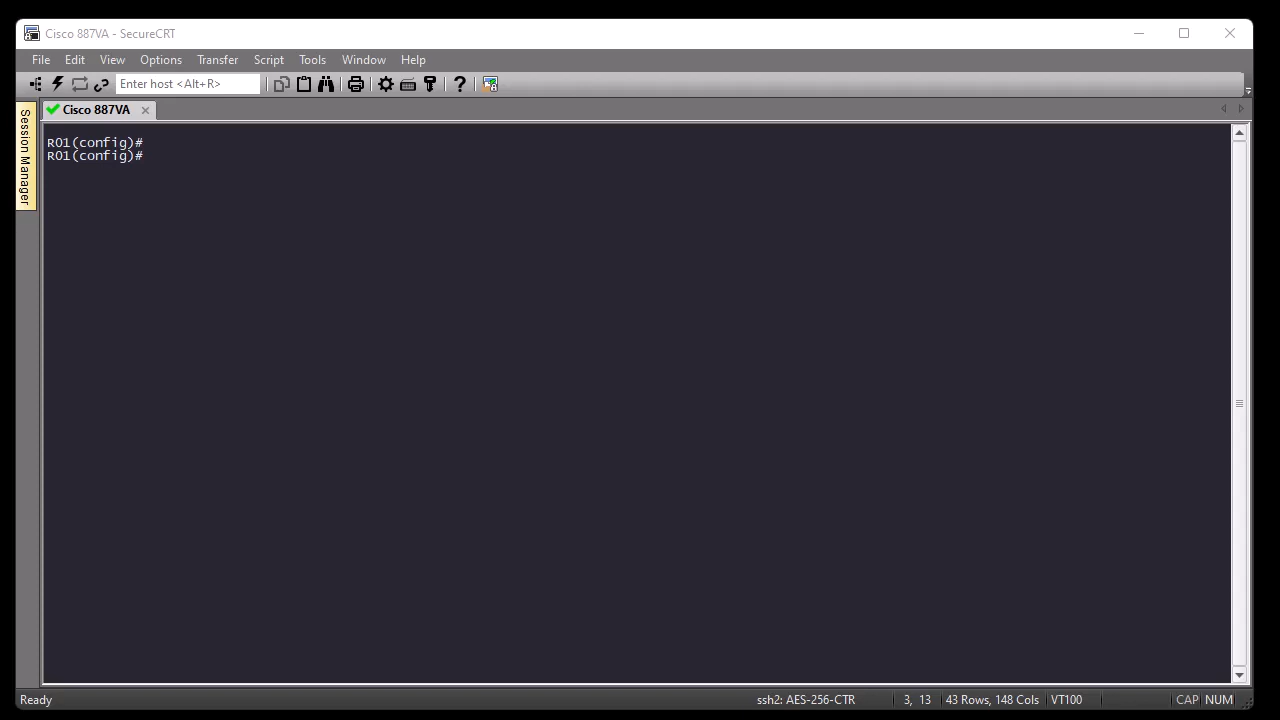 Cisco 887VA - SecureCRT
File Edit View Options Transfer Script Tools Window Help
Enter host <Alt+R>
Cisco 887VA
Session Manager
R01(config)#
R01(config)#
Ready ssh2: AES-256-CTR 3, 13 43 Rows, 148 Cols VT100 CAP NUM